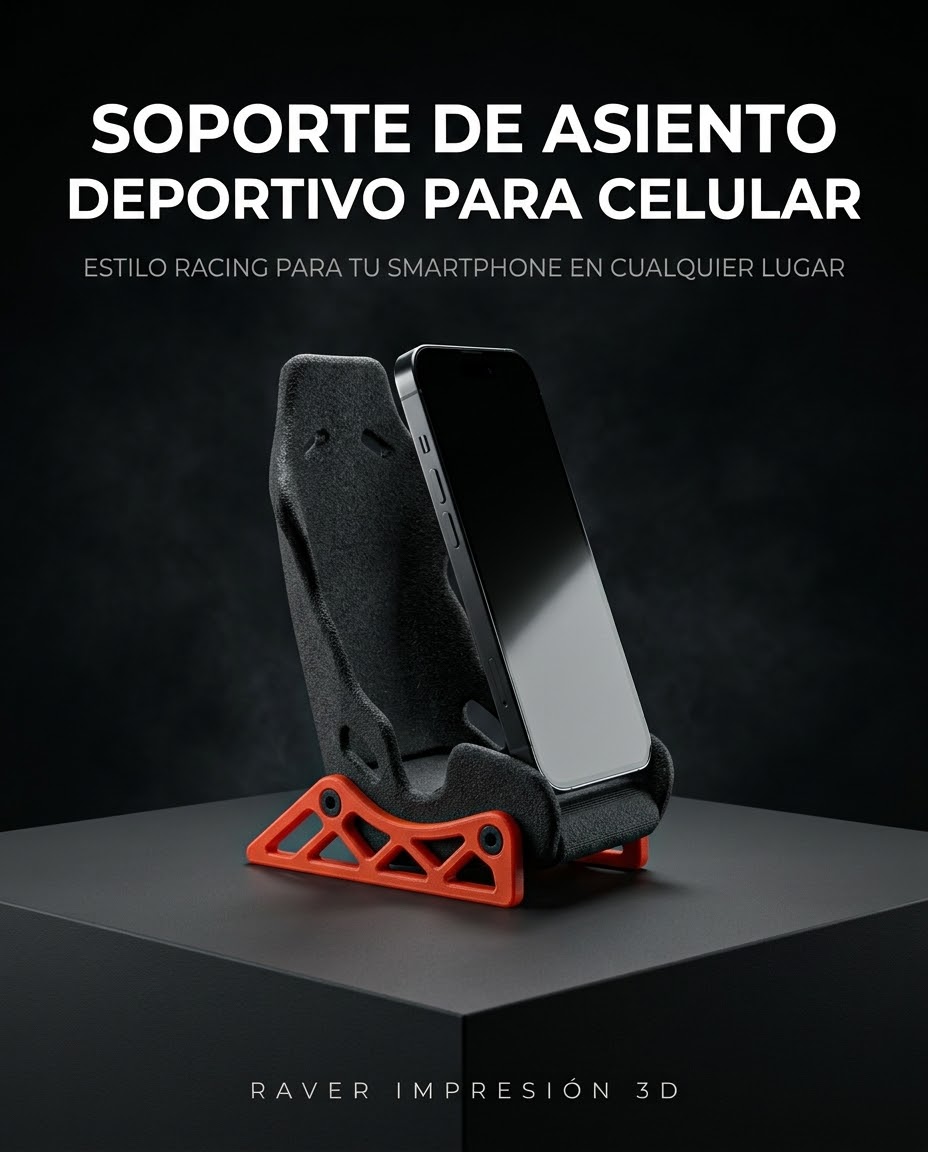 SOPORTE DE ASIENTO
DEPORTIVO PARA CELULAR
ESTILO RACING PARA TU SMARTPHONE EN CUALQUIER LUGAR
RAVER IMPRESIÓN 3D